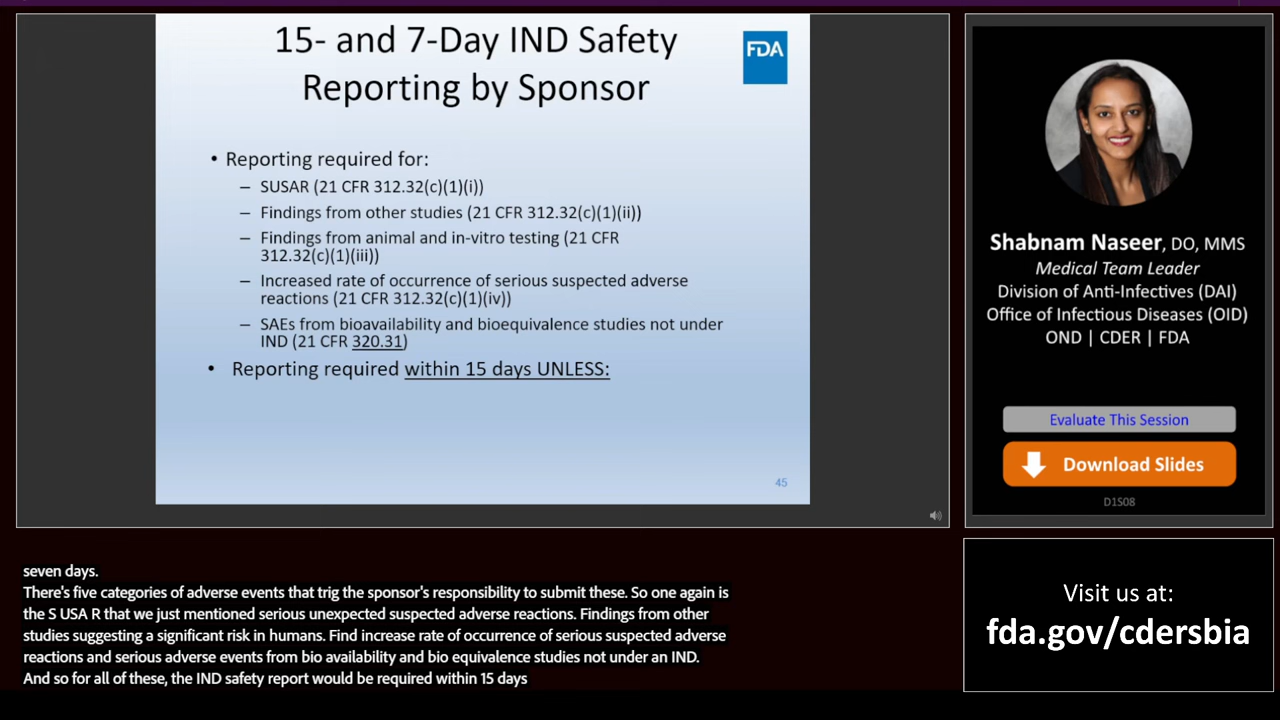 15- and 7-Day IND Safety
Reporting by Sponsor
FDA
• Reporting required for:
– SUSAR (21 CFR 312.32(c)(1)(i))
– Findings from other studies (21 CFR 312.32(c)(1)(ii))
– Findings from animal and in-vitro testing (21 CFR
312.32(c)(1)(iii))
– Increased rate of occurrence of serious suspected adverse
reactions (21 CFR 312.32(c)(1)(iv))
– SAEs from bioavailability and bioequivalence studies not under
IND (21 CFR 320.31)
• Reporting required within 15 days UNLESS:
45
Shabnam Naseer, DO, MMS
Medical Team Leader
Division of Anti-Infectives (DAI)
Office of Infectious Diseases (OID)
OND | CDER | FDA
Evaluate This Session
Download Slides
D1S08
seven days.
There's five categories of adverse events that trig the sponsor's responsibility to submit these. So one again is
the S USA R that we just mentioned serious unexpected suspected adverse reactions. Findings from other
studies suggesting a significant risk in humans. Find increase rate of occurrence of serious suspected adverse
reactions and serious adverse events from bio availability and bio equivalence studies not under an IND.
And so for all of these, the IND safety report would be required within 15 days
Visit us at:
fda.gov/cdersbia